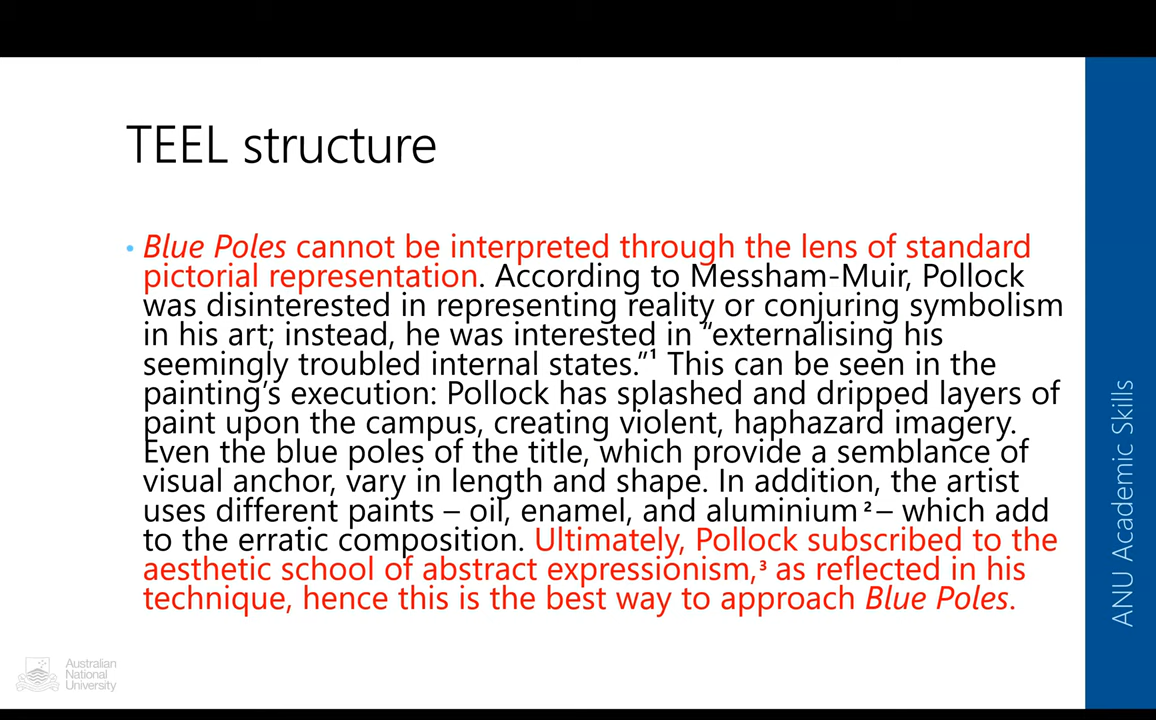 TEEL structure
• Blue Poles cannot be interpreted through the lens of standard
pictorial representation. According to Messham-Muir, Pollock
was disinterested in representing reality or conjuring symbolism
in his art; instead, he was interested in “externalising his
seemingly troubled internal states.”¹ This can be seen in the
painting’s execution: Pollock has splashed and dripped layers of
paint upon the campus, creating violent, haphazard imagery.
Even the blue poles of the title, which provide a semblance of
visual anchor, vary in length and shape. In addition, the artist
uses different paints – oil, enamel, and aluminium ² – which add
to the erratic composition. Ultimately, Pollock subscribed to the
aesthetic school of abstract expressionism,³ as reflected in his
technique, hence this is the best way to approach Blue Poles.
ANU Academic Skills
Australian
National
University